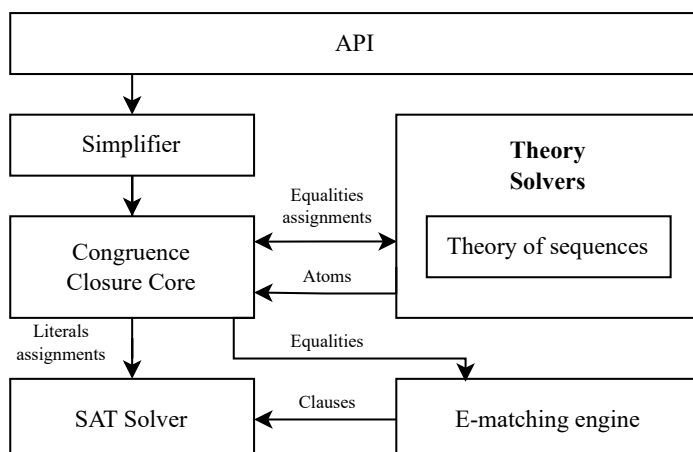 API
Simplifier
Theory
Solvers
Equalities
assignments
Theory of sequences
Congruence
Closure Core
Atoms
Literals
assignments
Equalities
SAT Solver
Clauses
E-matching engine